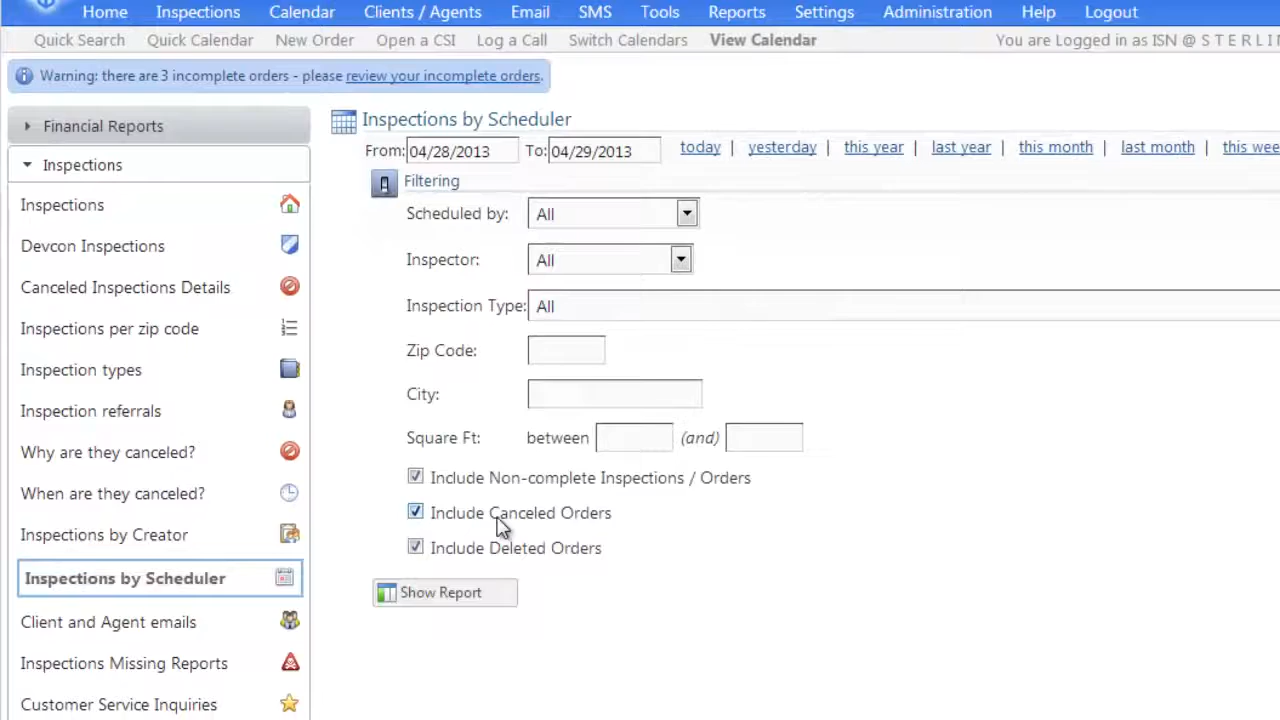 Home Inspections Calendar Clients / Agents Email SMS Tools Reports Settings Administration Help Logout
Quick Search Quick Calendar New Order Open a CSI Log a Call Switch Calendars View Calendar You are Logged in as ISN @ S T E R L I
Warning: there are 3 incomplete orders - please review your incomplete orders.
Financial Reports
Inspections
Inspections
Devcon Inspections
Canceled Inspections Details
Inspections per zip code
Inspection types
Inspection referrals
Why are they canceled?
When are they canceled?
Inspections by Creator
Inspections by Scheduler
Client and Agent emails
Inspections Missing Reports
Customer Service Inquiries
Inspections by Scheduler
From: 04/28/2013 To: 04/29/2013 today | yesterday | this year | last year | this month | last month | this wee
Filtering
Scheduled by: All
Inspector: All
Inspection Type: All
Zip Code:
City:
Square Ft: between (and)
Include Non-complete Inspections / Orders
Include Canceled Orders
Include Deleted Orders
Show Report